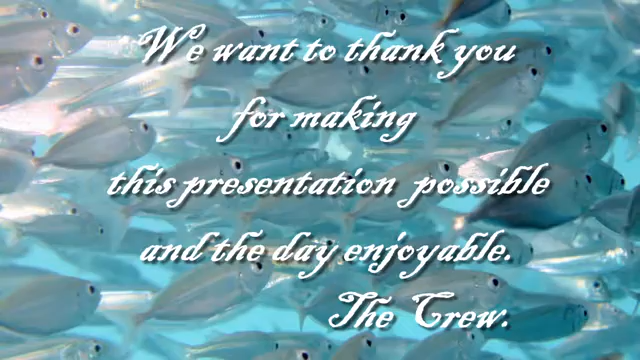 We want to thank you
for making
this presentation possible
and the day enjoyable.
The Crew.